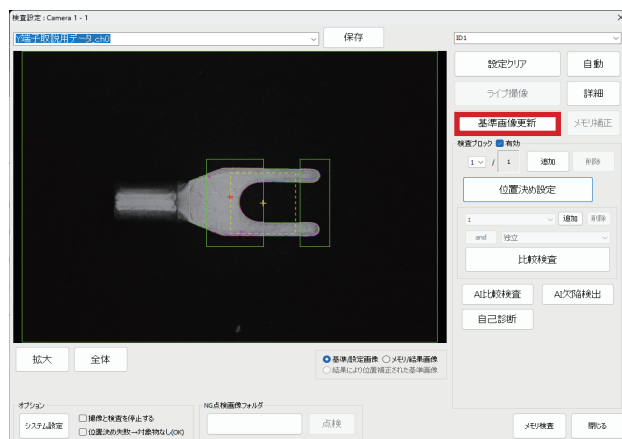 検査設定 : Camera 1 - 1
Y端子取説用データ.ch0
保存
ID1
設定クリア
自動
ライブ撮像
詳細
基準画像更新
メモリ補正
検査ブロック 有効
1 / 1 追加 削除
位置決め設定
1 追加 削除
and 独立
比較検査
AI比較検査
AI欠陥検出
自己診断
拡大
全体
基準/設定画像 メモリ/結果画像
結果により位置補正された基準画像
オプション
システム設定
撮像と検査を停止する
位置決め失敗→対象物なし(OK)
NG点検画像フォルダ
点検
メモリ検査
閉じる